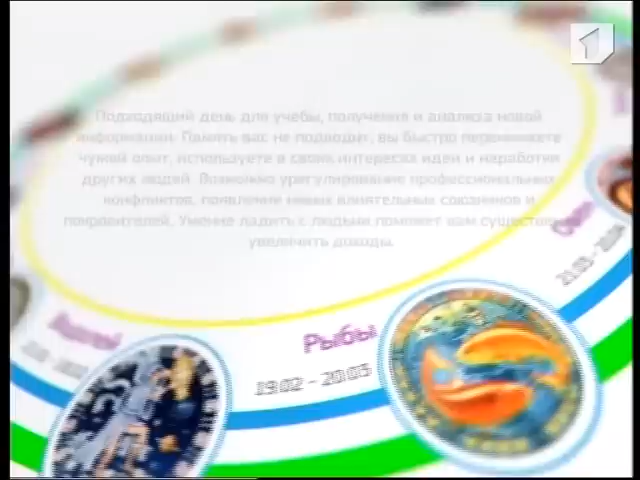 Подходящий день для учебы, получения и анализа новой
информации. Память вас не подводит, вы быстро перенимаете
чужой опыт, используете в своих интересах идеи и наработки
других людей. Возможно урегулирование профессиональных
конфликтов, появление новых влиятельных союзников и
покровителей. Умение ладить с людьми поможет вам существенно
увеличить доходы.
Овен
21.03 -
Рыбы
19.02 - 20.03
1